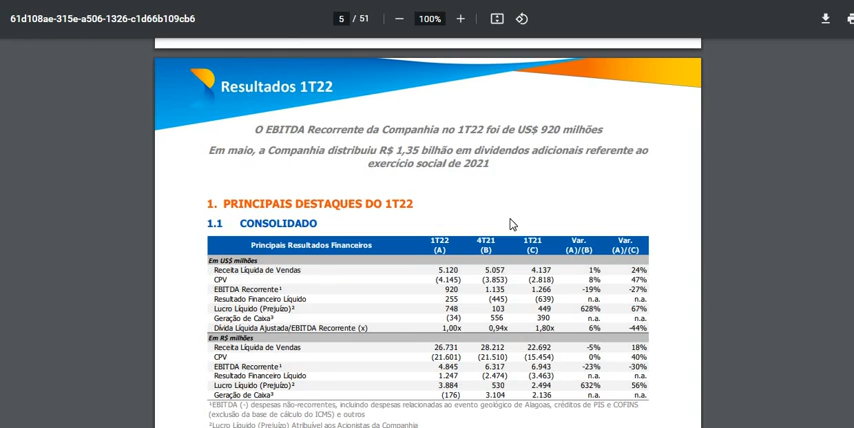 61d108ae-315e-a506-1326-c1d66b109cb6
5 / 51
100%
Resultados 1T22
O EBITDA Recorrente da Companhia no 1T22 foi de US$ 920 milhões
Em maio, a Companhia distribuiu R$ 1,35 bilhão em dividendos adicionais referente ao
exercício social de 2021
1. PRINCIPAIS DESTAQUES DO 1T22
1.1 CONSOLIDADO
Principais Resultados Financeiros 1T22 (A) 4T21 (B) 1T21 (C) Var. (A)/(B) Var. (A)/(C)
Em US$ milhões
Receita Líquida de Vendas 5.120 5.057 4.137 1% 24%
CPV (4.145) (3.853) (2.818) 8% 47%
EBITDA Recorrente¹ 920 1.135 1.266 -19% -27%
Resultado Financeiro Líquido 255 (445) (639) n.a. n.a.
Lucro Líquido (Prejuízo)² 748 103 449 628% 67%
Geração de Caixa³ (34) 556 390 n.a. n.a.
Dívida Líquida Ajustada/EBITDA Recorrente (x) 1,00x 0,94x 1,80x 6% -44%
Em R$ milhões
Receita Líquida de Vendas 26.731 28.212 22.692 -5% 18%
CPV (21.601) (21.510) (15.454) 0% 40%
EBITDA Recorrente¹ 4.845 6.317 6.943 -23% -30%
Resultado Financeiro Líquido 1.247 (2.474) (3.463) n.a. n.a.
Lucro Líquido (Prejuízo)² 3.884 530 2.494 632% 56%
Geração de Caixa³ (176) 3.104 2.136 n.a. n.a.
¹EBITDA (-) despesas não-recorrentes, incluindo despesas relacionadas ao evento geológico de Alagoas, créditos de PIS e COFINS
(exclusão da base de cálculo do ICMS) e outros
²Lucro Líquido (Prejuízo) Atribuível aos Acionistas da Companhia